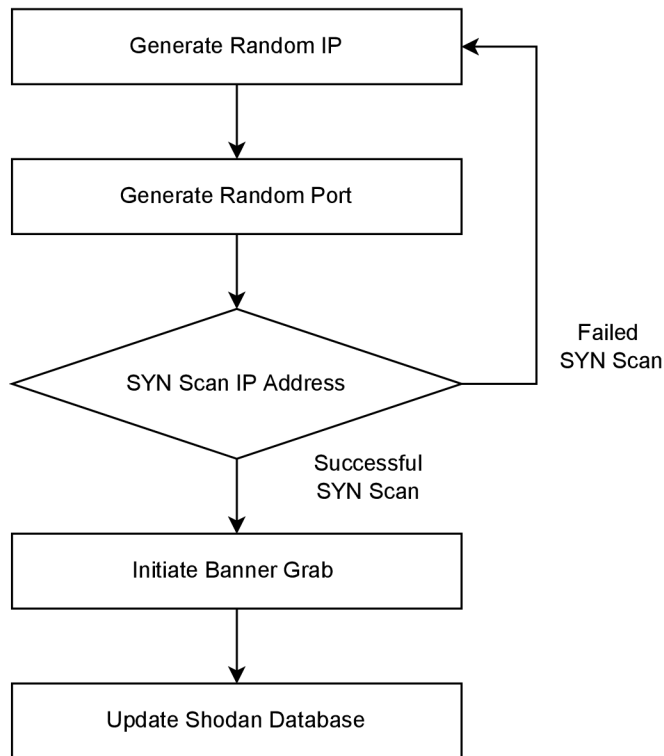 Generate Random IP
Generate Random Port
Failed
SYN Scan
SYN Scan IP Address
Successful
SYN Scan
Initiate Banner Grab
Update Shodan Database